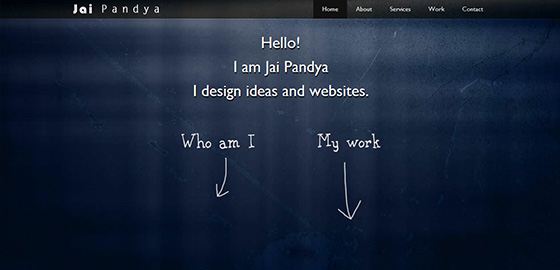 Jai Pandya
Home About Services Work Contact
Hello!
I am Jai Pandya
I design ideas and websites.
Who am I
My work